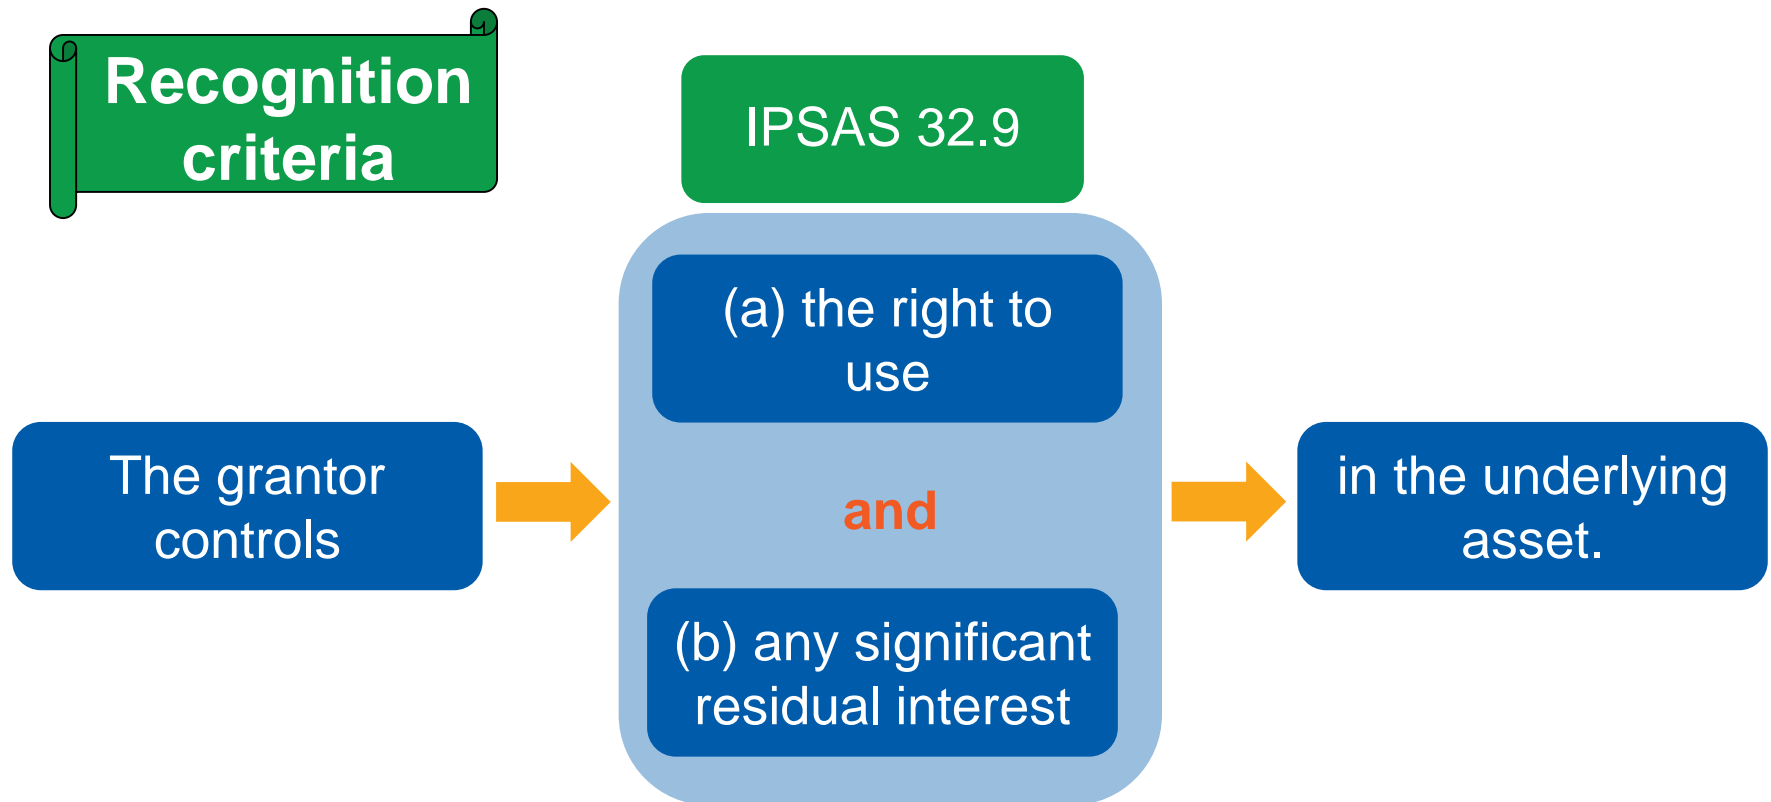 Recognition
criteria
IPSAS 32.9
The grantor
controls
(a) the right to
use
and
(b) any significant
residual interest
in the underlying
asset.